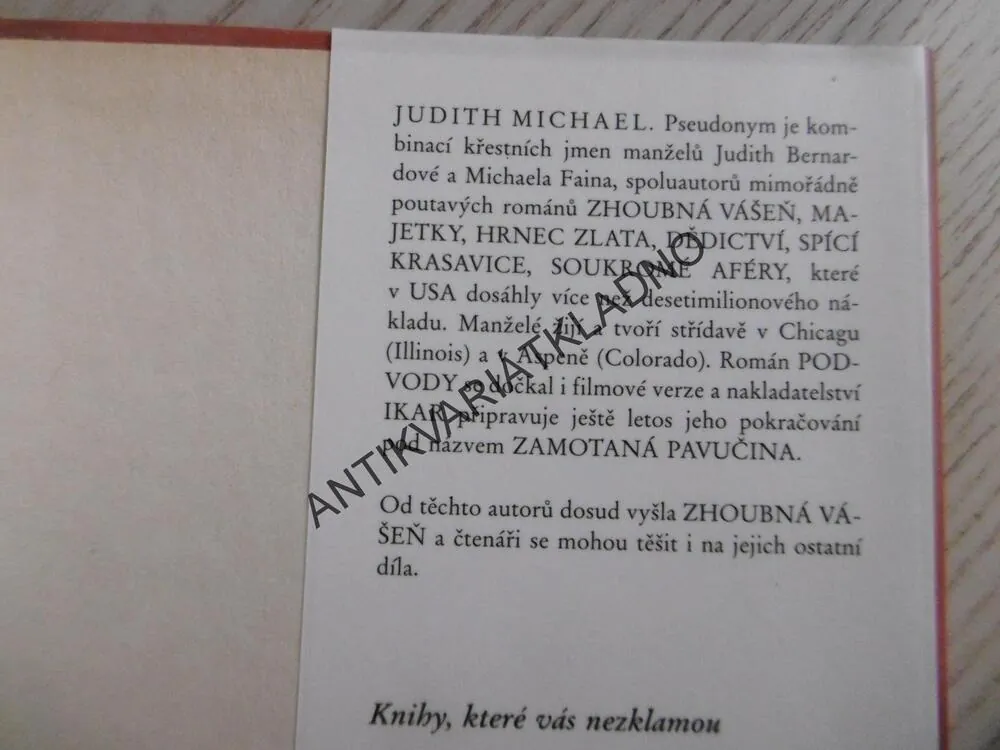 JUDITH MICHAEL. Pseudonym je kom-
binací křestních jmen manželů Judith Bernar-
dové a Michaela Faina, spoluautorů mimořádně
poutavých románů ZHOUBNÁ VÁŠEŇ, MA-
JETKY, HRNEC ZLATA, DĚDICTVÍ, SPÍCÍ
KRASAVICE, SOUKROMÉ AFÉRY, které
v USA dosáhly více než desetimilionového ná-
kladu. Manželé žijí a tvoří střídavě v Chicagu
(Illinois) a v Aspeně (Colorado). Román POD-
VODY se dočkal i filmové verze a nakladatelství
IKAR připravuje ještě letos jeho pokračování
pod názvem ZAMOTANÁ PAVUČINA.
Od těchto autorů dosud vyšla ZHOUBNÁ VÁ-
ŠEŇ a čtenáři se mohou těšit i na jejich ostatní
díla.
Knihy, které vás nezklamou
ANTIKVARIATKLADNO